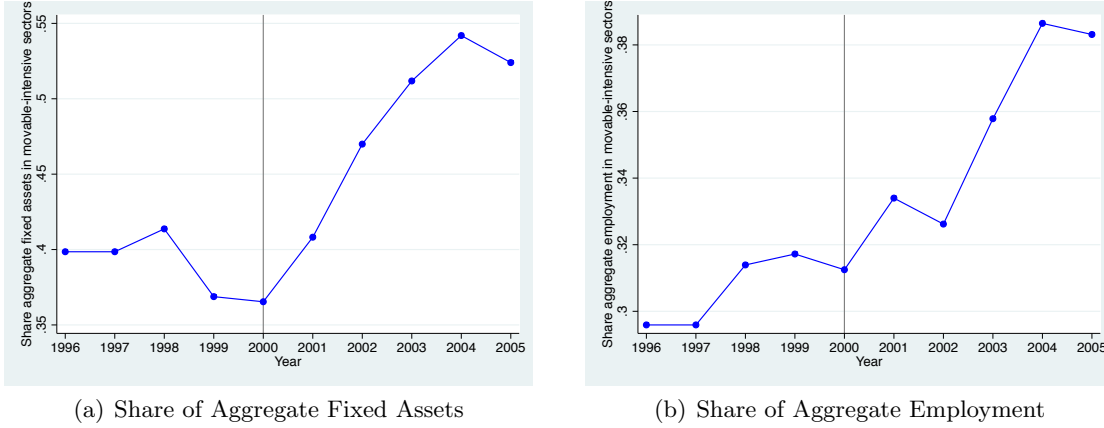 Share aggregate fixed assets in movable-intensive sectors
.55
.5
.45
.4
.35
1996 1997 1998 1999 2000 2001 2002 2003 2004 2005
Year
(a) Share of Aggregate Fixed Assets
Share aggregate employment in movable-intensive sectors
.38
.36
.34
.32
.3
1996 1997 1998 1999 2000 2001 2002 2003 2004 2005
Year
(b) Share of Aggregate Employment